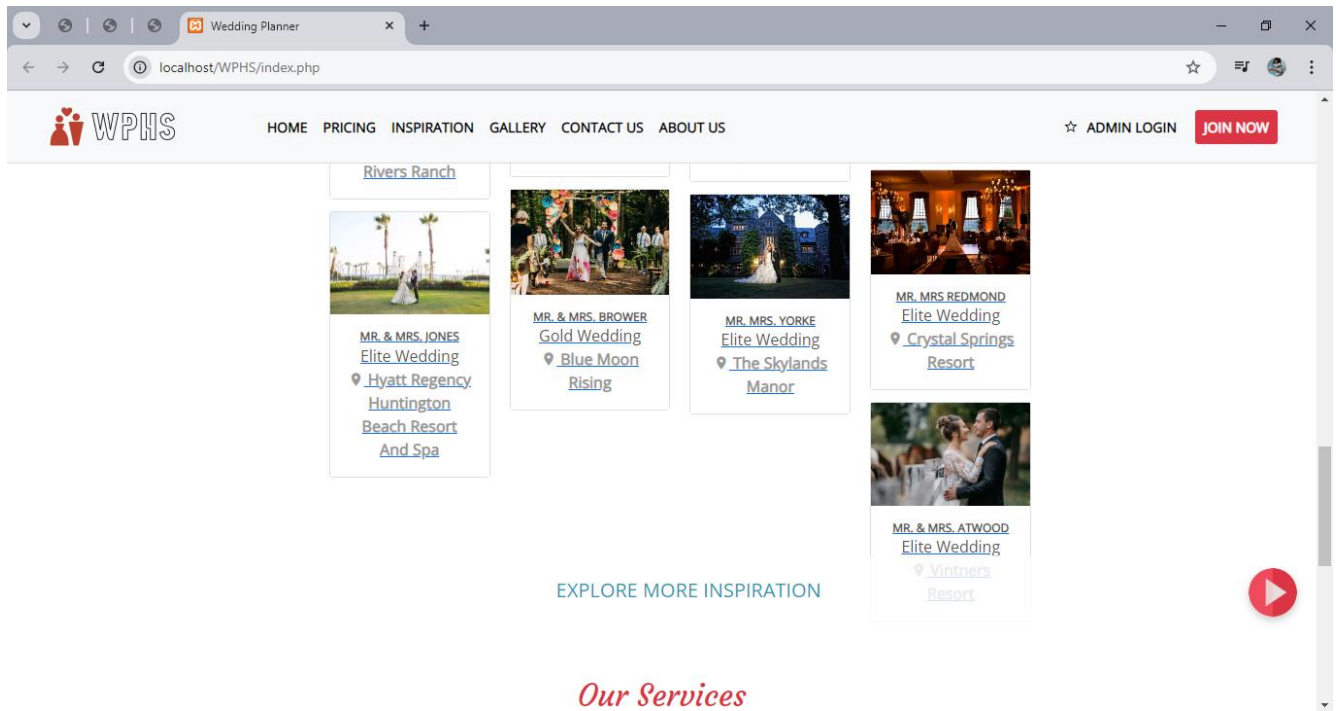 Wedding Planner
localhost/WPHS/index.php
WPHS
HOME PRICING INSPIRATION GALLERY CONTACT US ABOUT US
ADMIN LOGIN
JOIN NOW
Rivers Ranch
MR. & MRS. JONES
Elite Wedding
Hyatt Regency
Huntington
Beach Resort
And Spa
MR. & MRS. BROWER
Gold Wedding
Blue Moon
Rising
MR. MRS. YORKE
Elite Wedding
The Skylands
Manor
MR. MRS REDMOND
Elite Wedding
Crystal Springs
Resort
MR. & MRS. ATWOOD
Elite Wedding
Vintners
Resort
EXPLORE MORE INSPIRATION
Our Services